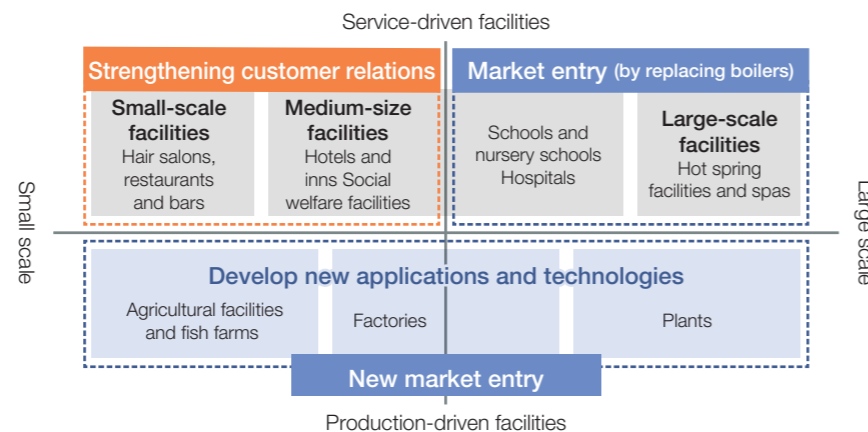 Service-driven facilities
Strengthening customer relations
Market entry (by replacing boilers)
Small-scale
facilities
Hair salons,
restaurants
and bars
Medium-size
facilities
Hotels and
inns Social
welfare facilities
Schools and
nursery schools
Hospitals
Large-scale
facilities
Hot spring
facilities and spas
Small scale
Large scale
Develop new applications and technologies
Agricultural facilities
and fish farms
Factories
Plants
New market entry
Production-driven facilities